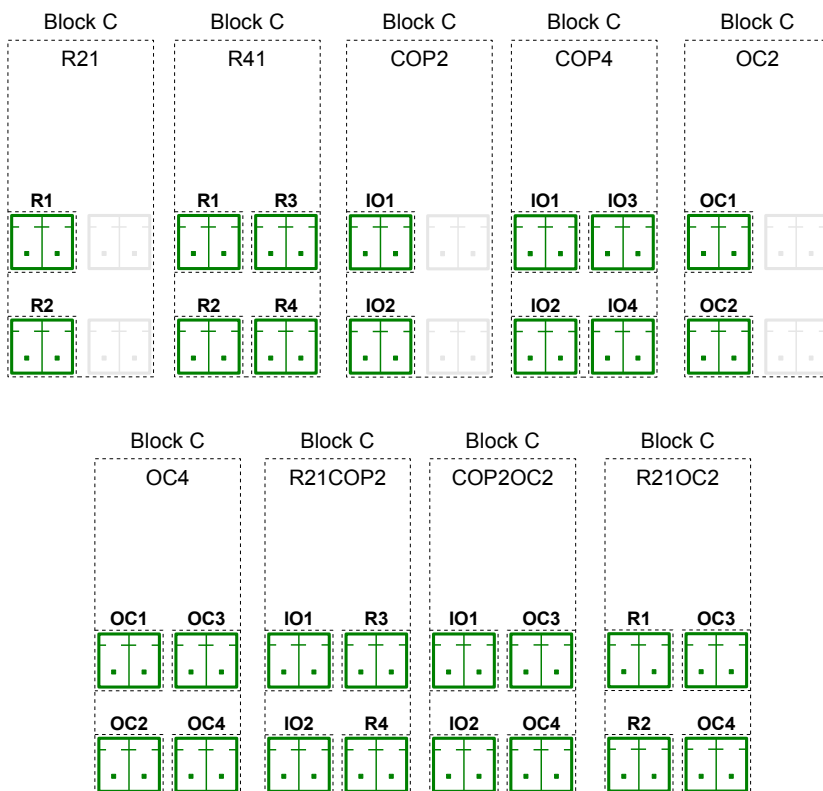 Block C Block C Block C Block C Block C
R21 R41 COP2 COP4 OC2
R1 R1 R3 IO1 IO1 IO3 OC1
R2 R2 R4 IO2 IO2 IO4 OC2
Block C Block C Block C Block C
OC4 R21COP2 COP2OC2 R21OC2
OC1 OC3 IO1 R3 IO1 OC3 R1 OC3
OC2 OC4 IO2 R4 IO2 OC4 R2 OC4